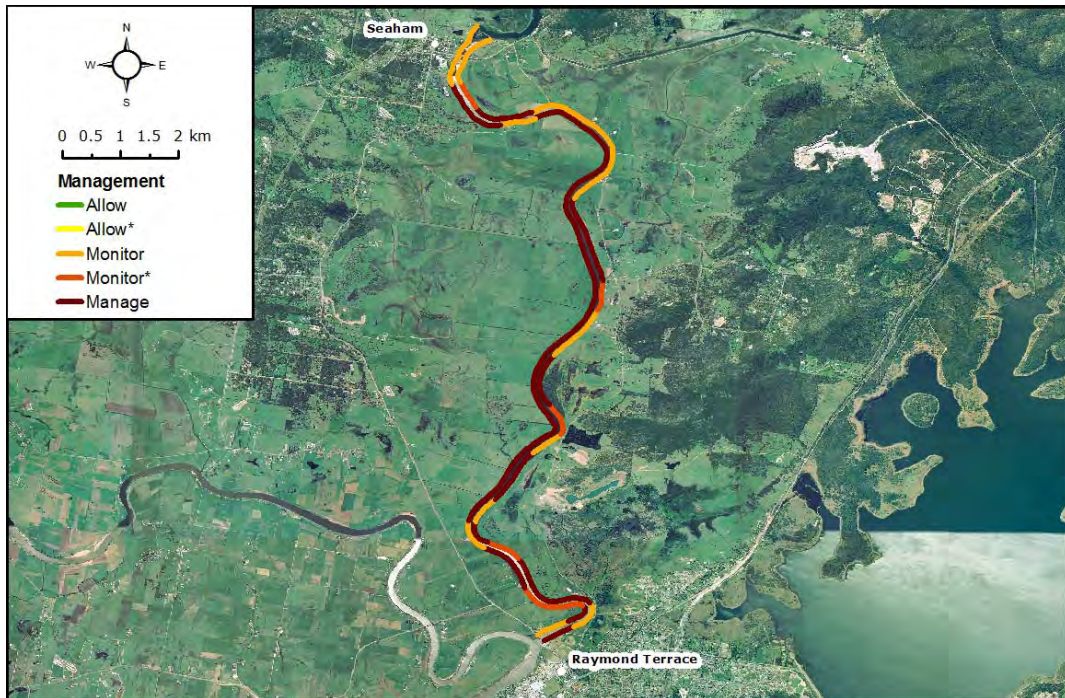 Seaham
N
W E
S
0 0.5 1 1.5 2 km
Management
Allow
Allow*
Monitor
Monitor*
Manage
Raymond Terrace